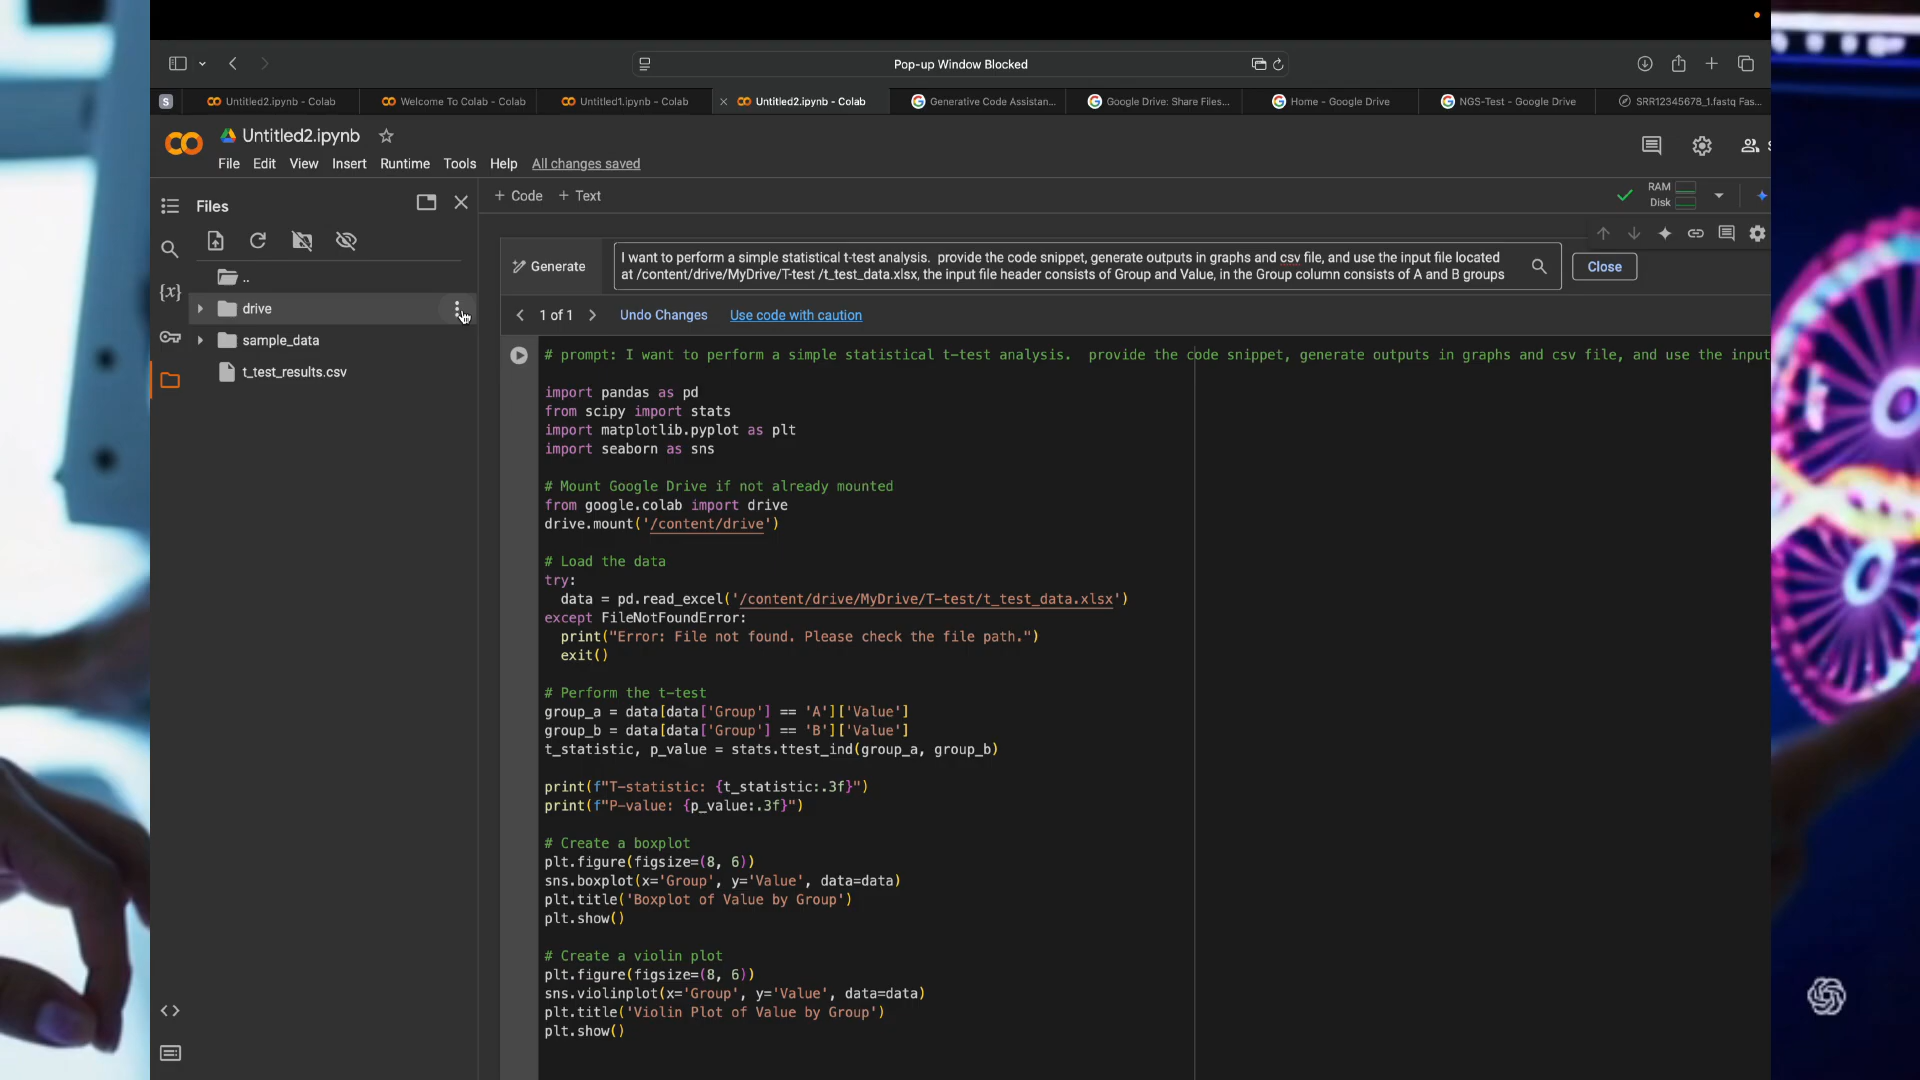 Pop-up Window Blocked
S
Untitled2.ipynb - Colab
Welcome To Colab - Colab
Untitled1.ipynb - Colab
Untitled2.ipynb - Colab
Generative Code Assistan...
Google Drive: Share Files...
Home - Google Drive
NGS-Test - Google Drive
SRR12345678_1.fastq Fas...
Untitled2.ipynb
File Edit View Insert Runtime Tools Help All changes saved
Files
+ Code + Text
RAM
Disk
..
drive
sample_data
t_test_results.csv
{x}
Generate
I want to perform a simple statistical t-test analysis.  provide the code snippet, generate outputs in graphs and csv file, and use the input file located
at /content/drive/MyDrive/T-test /t_test_data.xlsx, the input file header consists of Group and Value, in the Group column consists of A and B groups
Close
1 of 1
Undo Changes
Use code with caution
# prompt: I want to perform a simple statistical t-test analysis.  provide the code snippet, generate outputs in graphs and csv file, and use the input
import pandas as pd
from scipy import stats
import matplotlib.pyplot as plt
import seaborn as sns
# Mount Google Drive if not already mounted
from google.colab import drive
drive.mount('/content/drive')
# Load the data
try:
data = pd.read_excel('/content/drive/MyDrive/T-test/t_test_data.xlsx')
except FileNotFoundError:
print("Error: File not found. Please check the file path.")
exit()
# Perform the t-test
group_a = data[data['Group'] == 'A']['Value']
group_b = data[data['Group'] == 'B']['Value']
t_statistic, p_value = stats.ttest_ind(group_a, group_b)
print(f"T-statistic: {t_statistic:.3f}")
print(f"P-value: {p_value:.3f}")
# Create a boxplot
plt.figure(figsize=(8, 6))
sns.boxplot(x='Group', y='Value', data=data)
plt.title('Boxplot of Value by Group')
plt.show()
# Create a violin plot
plt.figure(figsize=(8, 6))
sns.violinplot(x='Group', y='Value', data=data)
plt.title('Violin Plot of Value by Group')
plt.show()